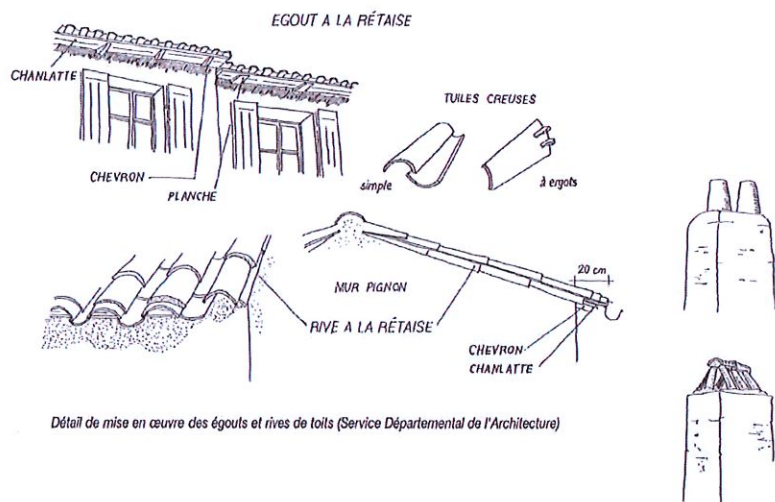 EGOUT A LA RÉTAISE
CHANLATTE
TUILES CREUSES
CHEVRON
PLANCHE
simple
à ergots
20 cm
MUR PIGNON
RIVE A LA RÉTAISE
CHEVRON
CHANLATTE
Détail de mise en œuvre des égouts et rives de toits (Service Départemental de l'Architecture)